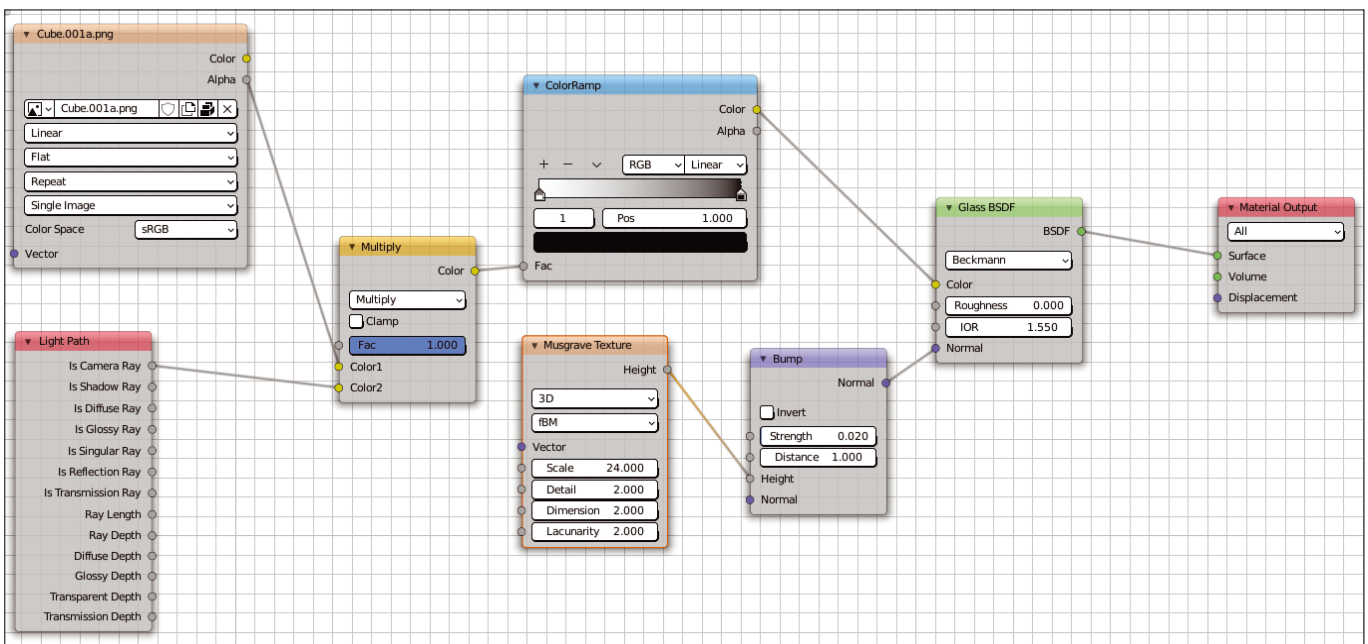 Cube.001a.png
Color
Alpha
Cube.001a.png
Linear
Flat
Repeat
Single Image
Color Space sRGB
Vector
Light Path
Is Camera Ray
Is Shadow Ray
Is Diffuse Ray
Is Glossy Ray
Is Singular Ray
Is Reflection Ray
Is Transmission Ray
Ray Length
Ray Depth
Diffuse Depth
Glossy Depth
Transparent Depth
Transmission Depth
Multiply
Color
Multiply
Clamp
Fac 1.000
Color1
Color2
ColorRamp
Color
Alpha
+ − RGB Linear
1 Pos 1.000
Fac
Musgrave Texture
Height
3D
fBM
Vector
Scale 24.000
Detail 2.000
Dimension 2.000
Lacunarity 2.000
Bump
Normal
Invert
Strength 0.020
Distance 1.000
Height
Normal
Glass BSDF
BSDF
Beckmann
Color
Roughness 0.000
IOR 1.550
Normal
Material Output
All
Surface
Volume
Displacement